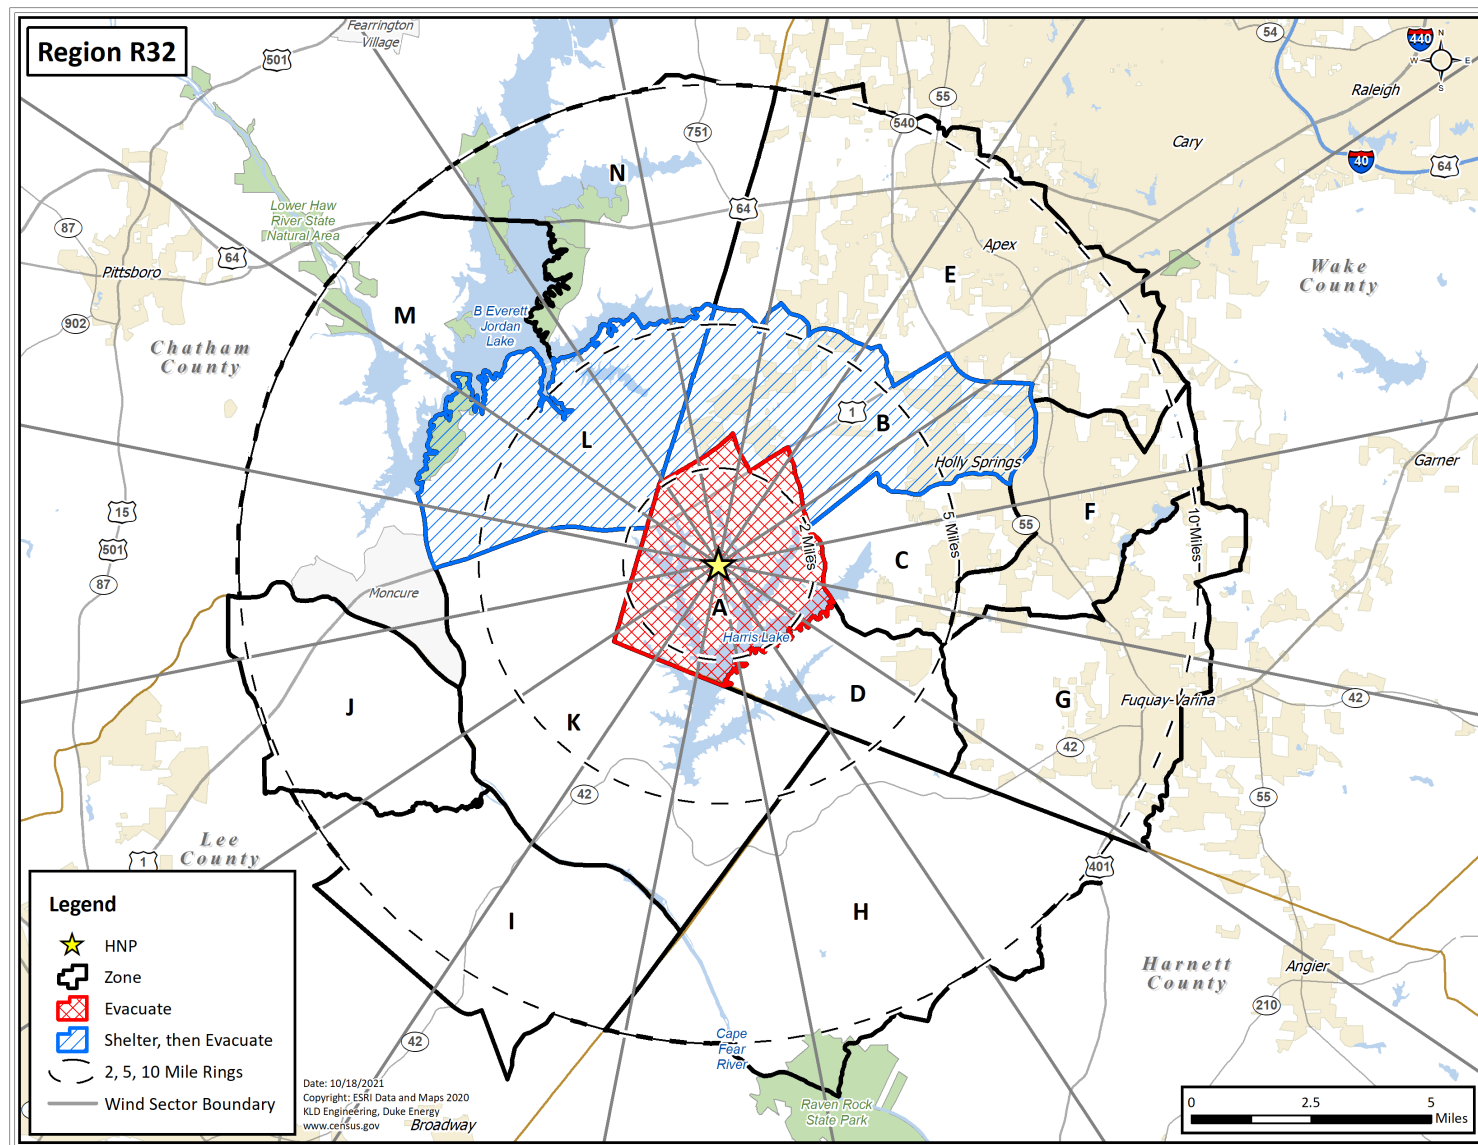 Region R32
Fearrington
Village
501
54
440
N
W
E
S
Raleigh
55
540
751
Cary
40
64
N
Lower Haw
River State
Natural Area
87
64
64
Pittsboro
Apex
E
Wake
County
902
M
B Everett
Jordan
Lake
Chatham
County
1
B
L
Holly Springs
Garner
15
501
5 Miles
55
F
10 Miles
2 Miles
C
87
Moncure
A
Harris Lake
J
K
D
G
Fuquay-Varina
42
42
42
55
Lee
County
1
401
I
H
Harnett
County
Angier
210
42
Cape
Fear
River
Raven Rock
State Park
Broadway
Legend
HNP
Zone
Evacuate
Shelter, then Evacuate
2, 5, 10 Mile Rings
Wind Sector Boundary
Date: 10/18/2021
Copyright: ESRI Data and Maps 2020
KLD Engineering, Duke Energy
www.census.gov
0
2.5
5
Miles